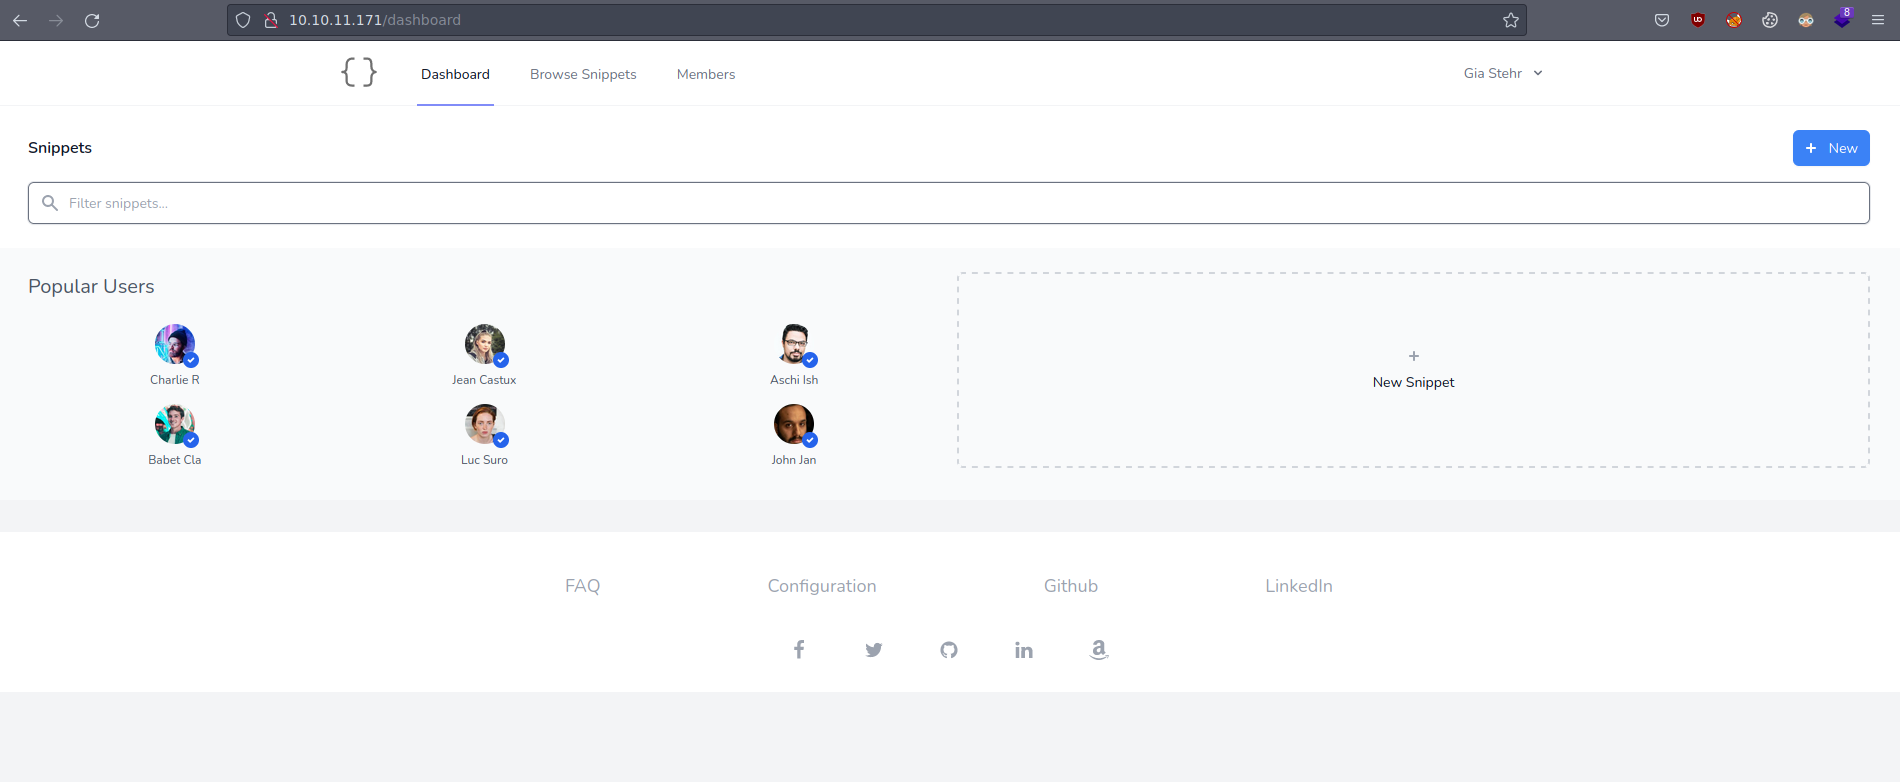 10.10.11.171/dashboard
8
{ } Dashboard Browse Snippets Members Gia Stehr
Snippets
+ New
Filter snippets...
Popular Users
Charlie R Jean Castux Aschi Ish
Babet Cla Luc Suro John Jan
+
New Snippet
FAQ Configuration Github LinkedIn